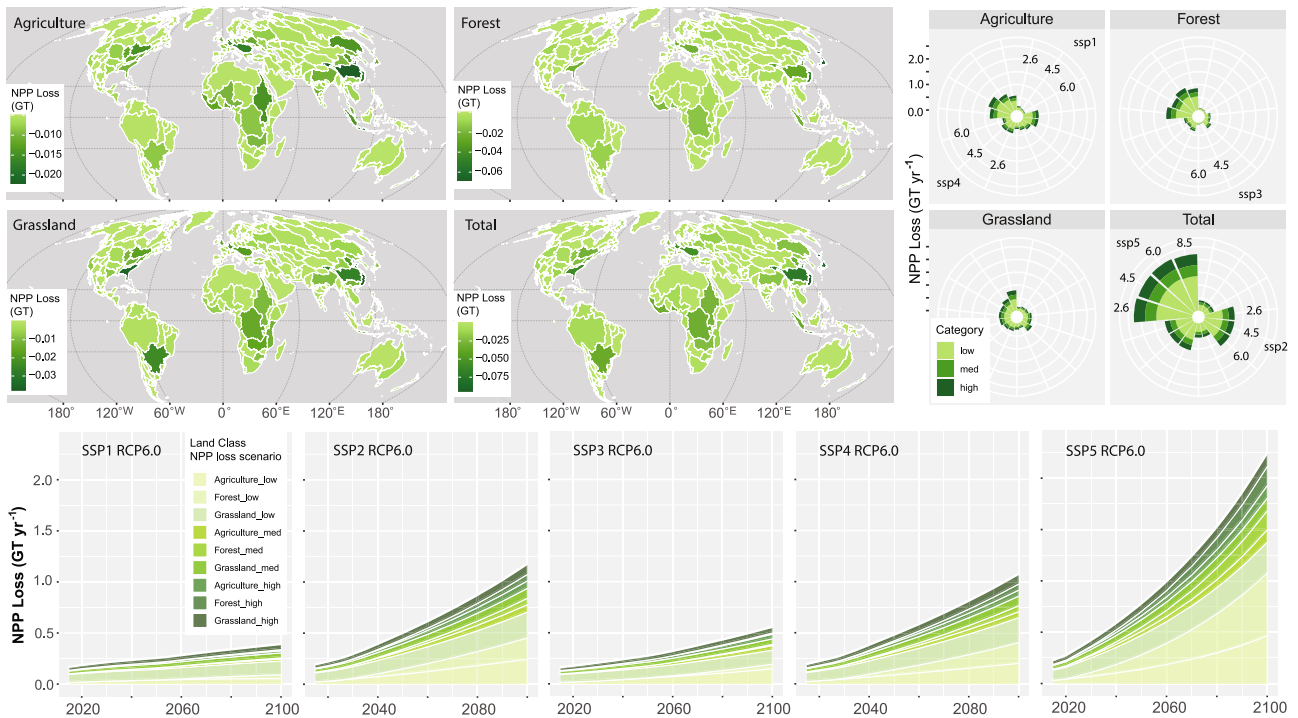 Agriculture
NPP Loss
(GT)
−0.010
−0.015
−0.020
Forest
NPP Loss
(GT)
−0.02
−0.04
−0.06
Grassland
NPP Loss
(GT)
−0.01
−0.02
−0.03
180°
120°W
60°W
0°
60°E
120°E
180°
Total
NPP Loss
(GT)
−0.025
−0.050
−0.075
180°
120°W
60°W
0°
60°E
120°E
180°
NPP Loss (GT yr⁻¹)
2.0
1.0
0.0
Agriculture
ssp1
2.6
4.5
6.0
6.0
4.5
2.6
ssp4
Forest
4.5
6.0
ssp3
Grassland
Category
low
med
high
Total
ssp5
8.5
6.0
4.5
2.6
2.6
4.5
ssp2
6.0
NPP Loss (GT yr⁻¹)
2.0
1.5
1.0
0.5
0.0
SSP1 RCP6.0
2020
2060
2100
Land Class
NPP loss scenario
Agriculture_low
Forest_low
Grassland_low
Agriculture_med
Forest_med
Grassland_med
Agriculture_high
Forest_high
Grassland_high
SSP2 RCP6.0
2040
2080
SSP3 RCP6.0
2020
2060
2100
SSP4 RCP6.0
2040
2080
SSP5 RCP6.0
2020
2060
2100